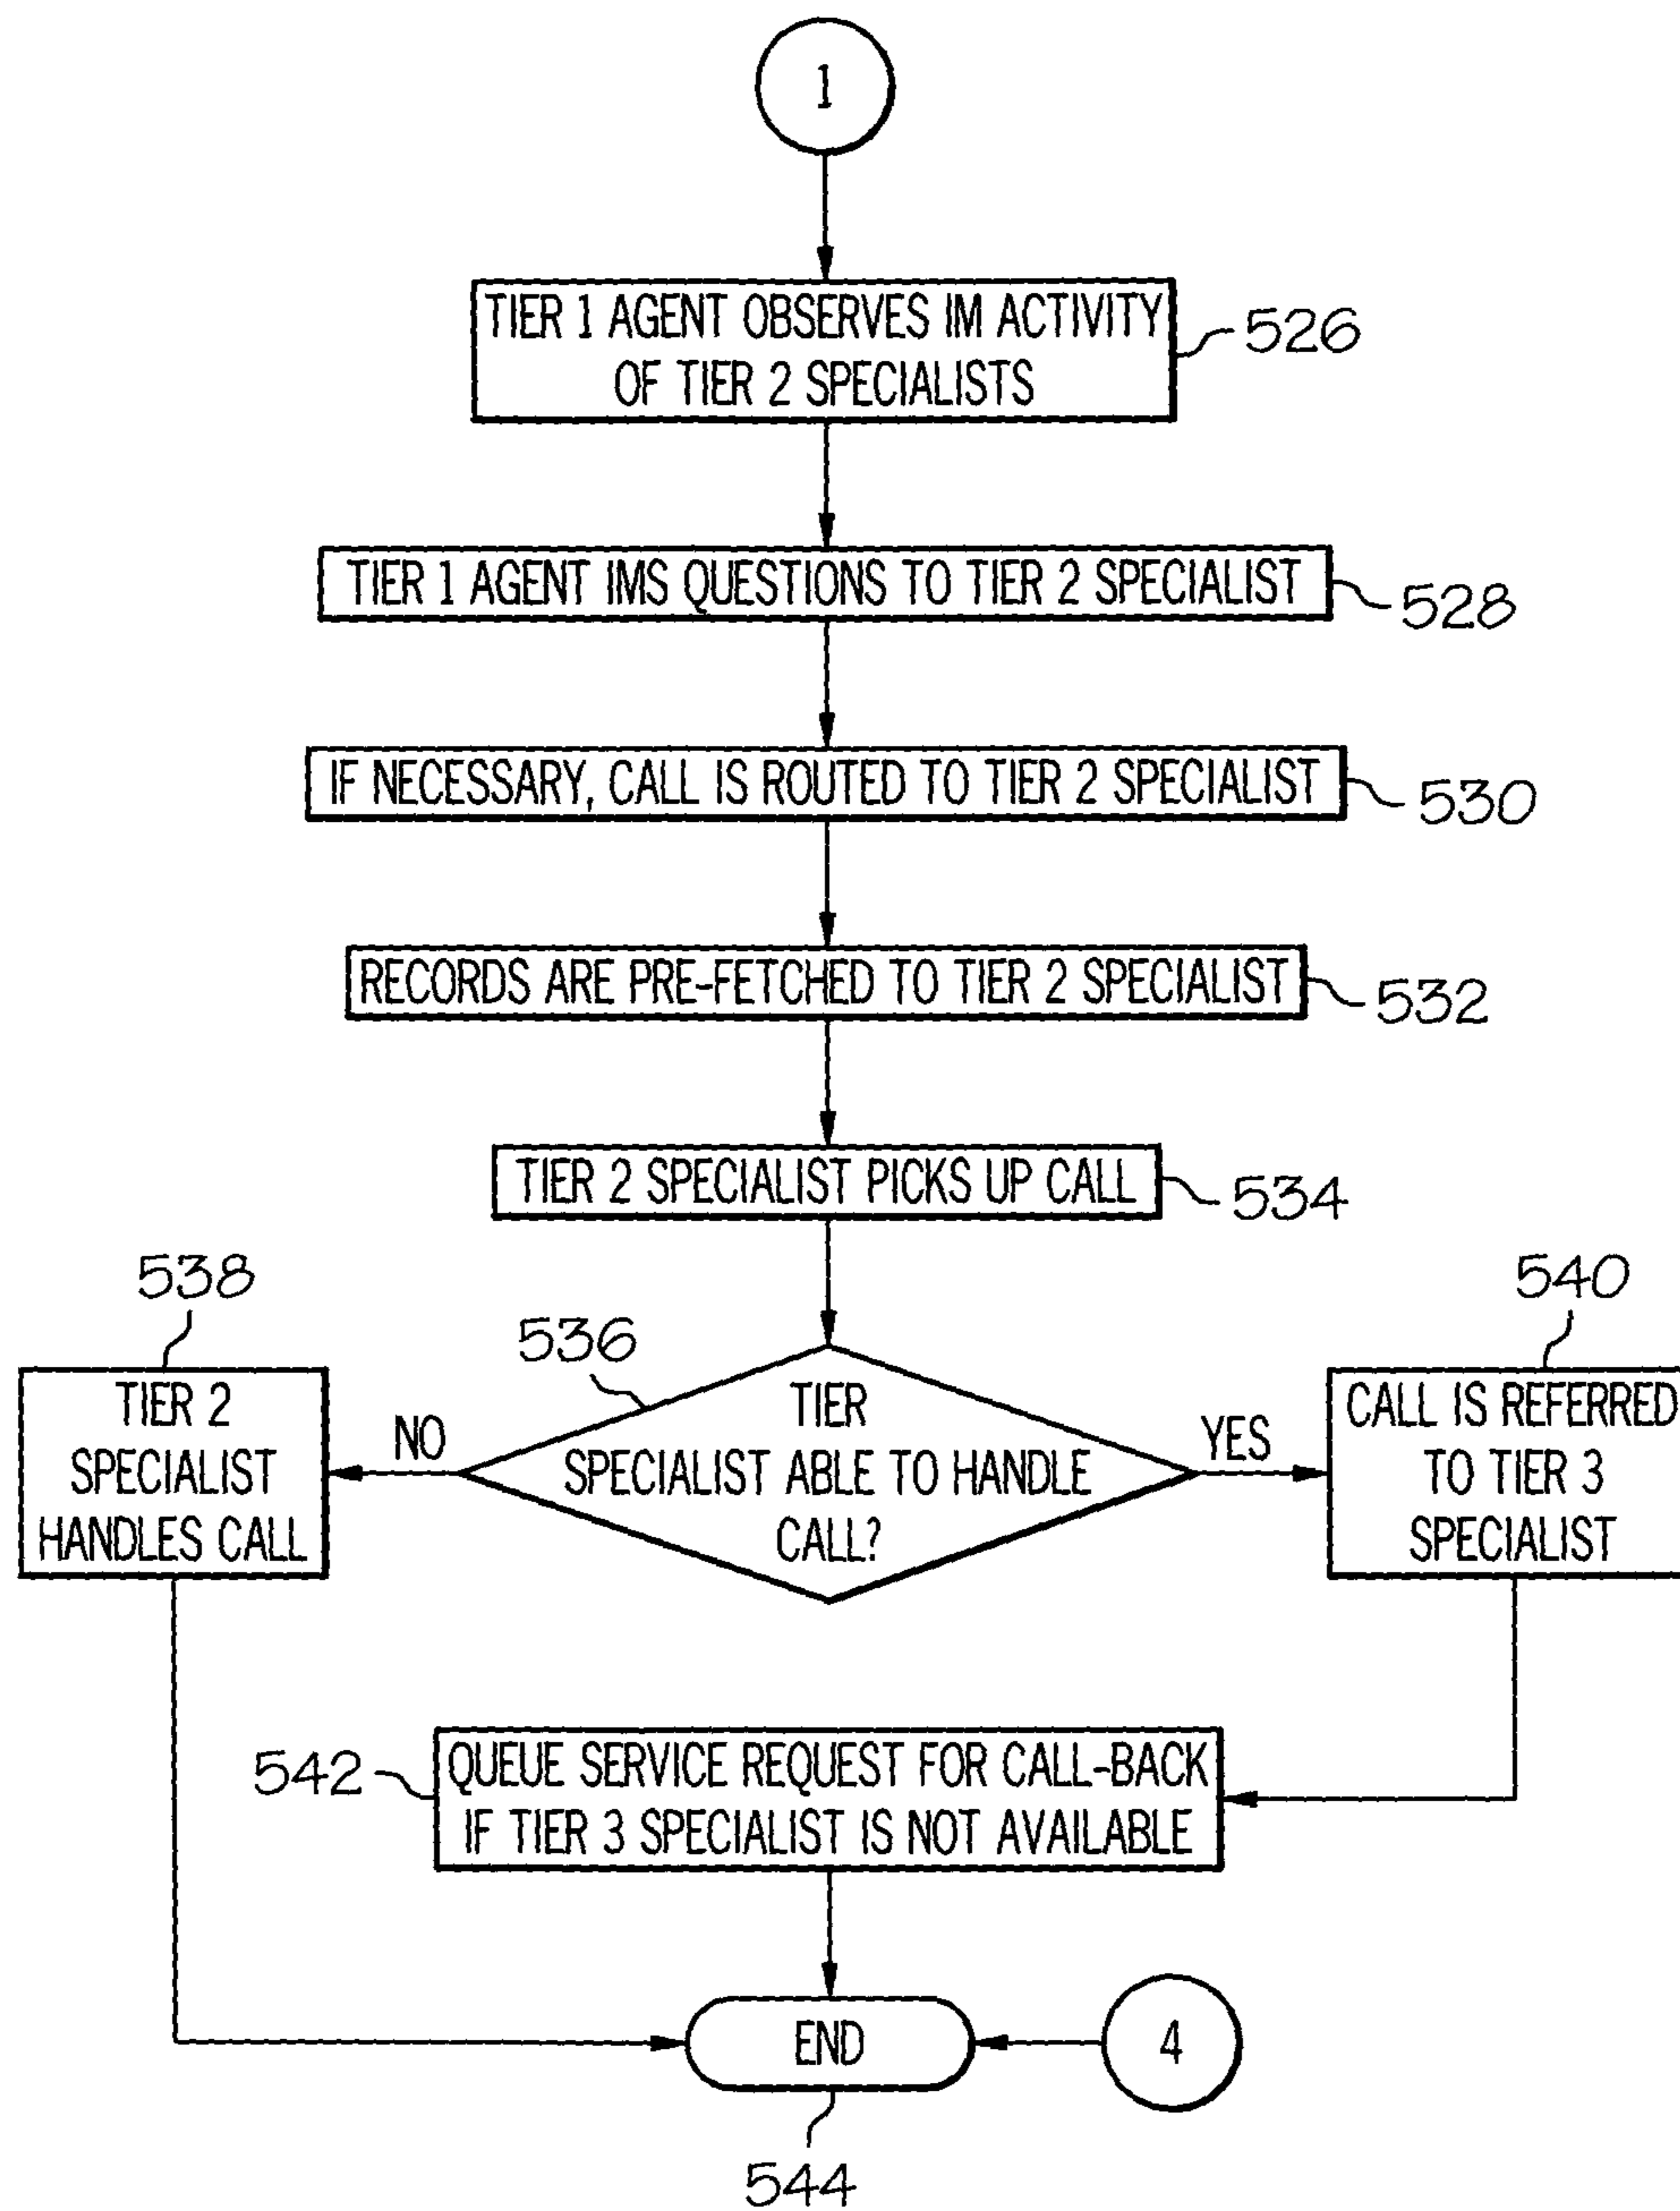 1
TIER 1 AGENT OBSERVES IM ACTIVITY
OF TIER 2 SPECIALISTS
526
TIER 1 AGENT IMS QUESTIONS TO TIER 2 SPECIALIST
528
IF NECESSARY, CALL IS ROUTED TO TIER 2 SPECIALIST
530
RECORDS ARE PRE-FETCHED TO TIER 2 SPECIALIST
532
TIER 2 SPECIALIST PICKS UP CALL
534
538
TIER 2
SPECIALIST
HANDLES CALL
NO
536
TIER
SPECIALIST ABLE TO HANDLE
CALL?
YES
540
CALL IS REFERRED
TO TIER 3
SPECIALIST
542
QUEUE SERVICE REQUEST FOR CALL-BACK
IF TIER 3 SPECIALIST IS NOT AVAILABLE
END
4
544